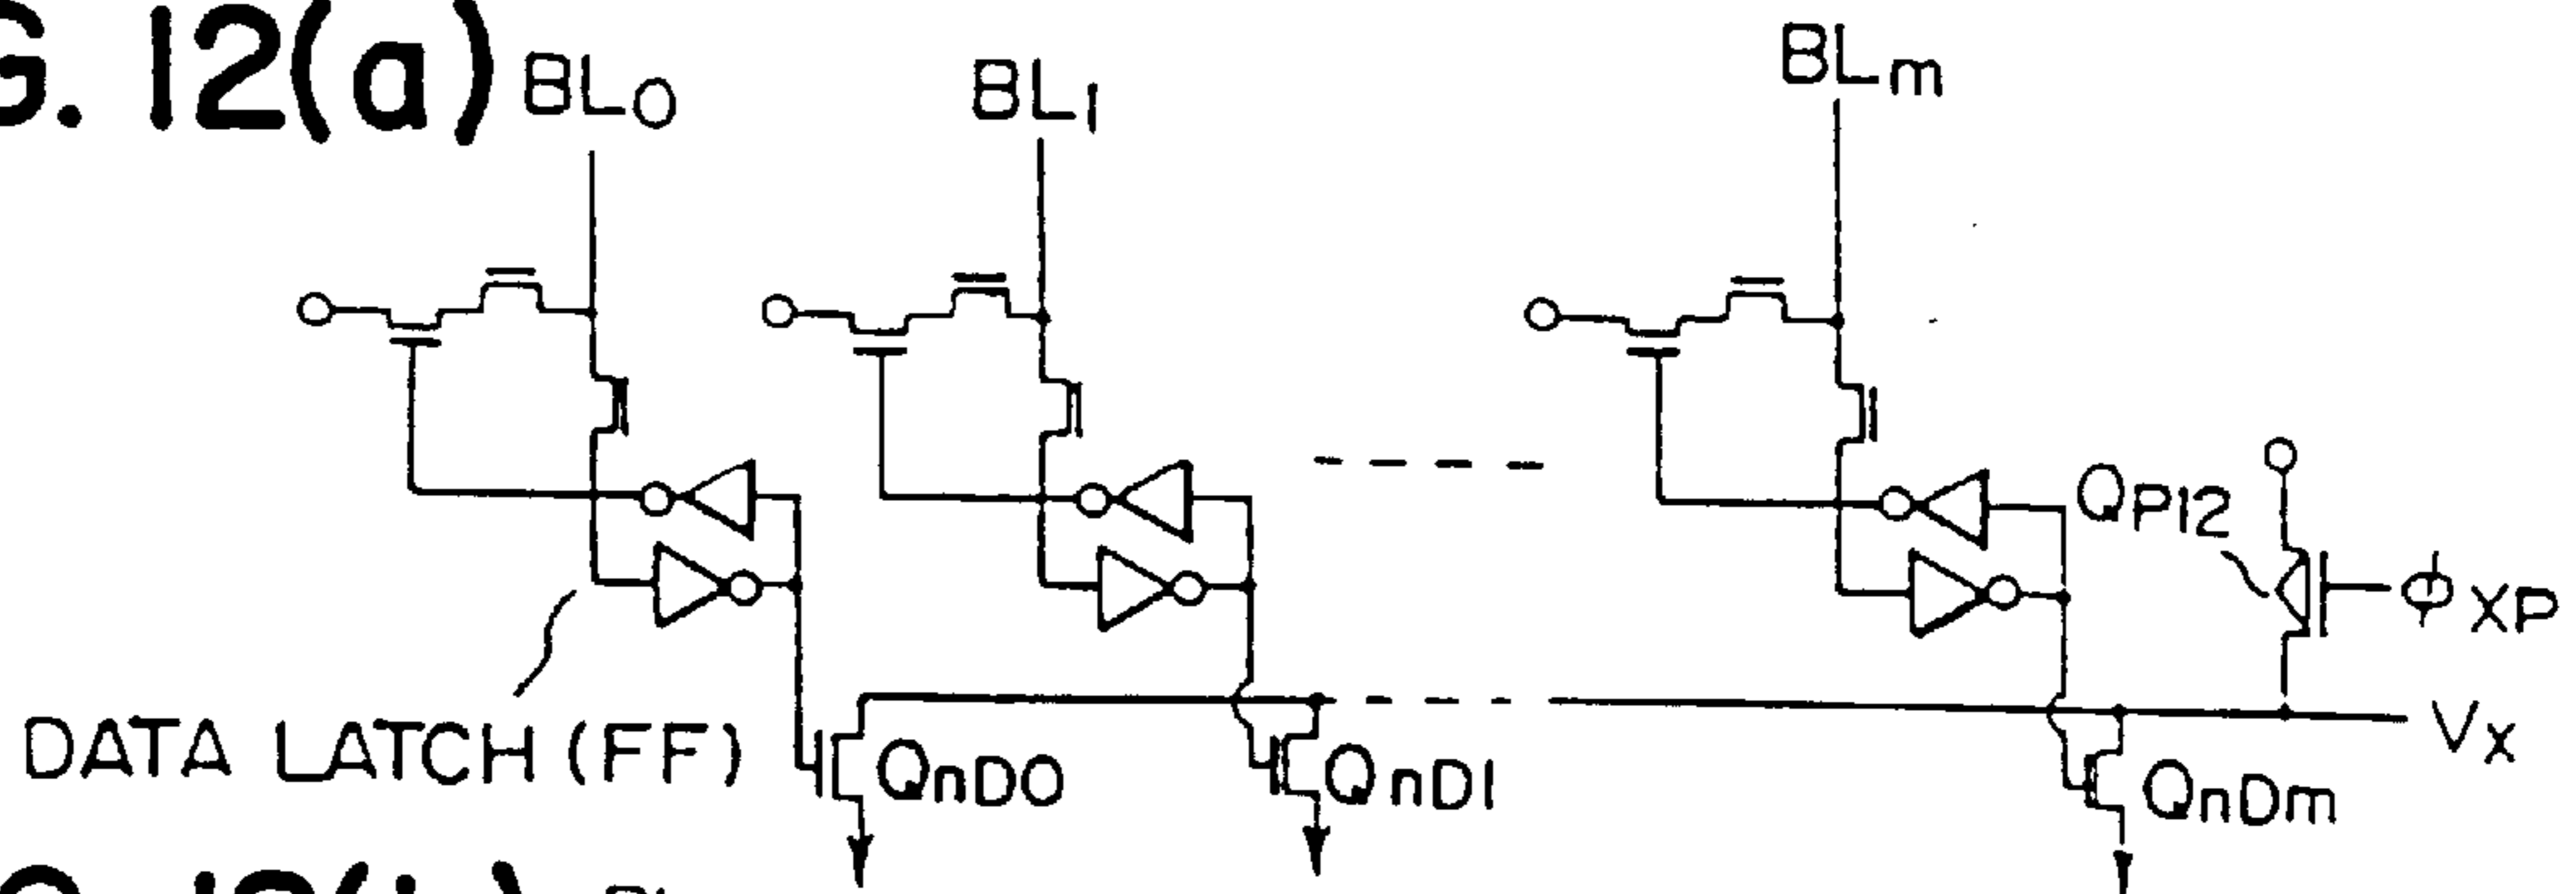 G. 12(a)
BL0
BL1
BLm
QP12
ϕXP
DATA LATCH (FF)
QnD0
QnD1
QnDm
VX